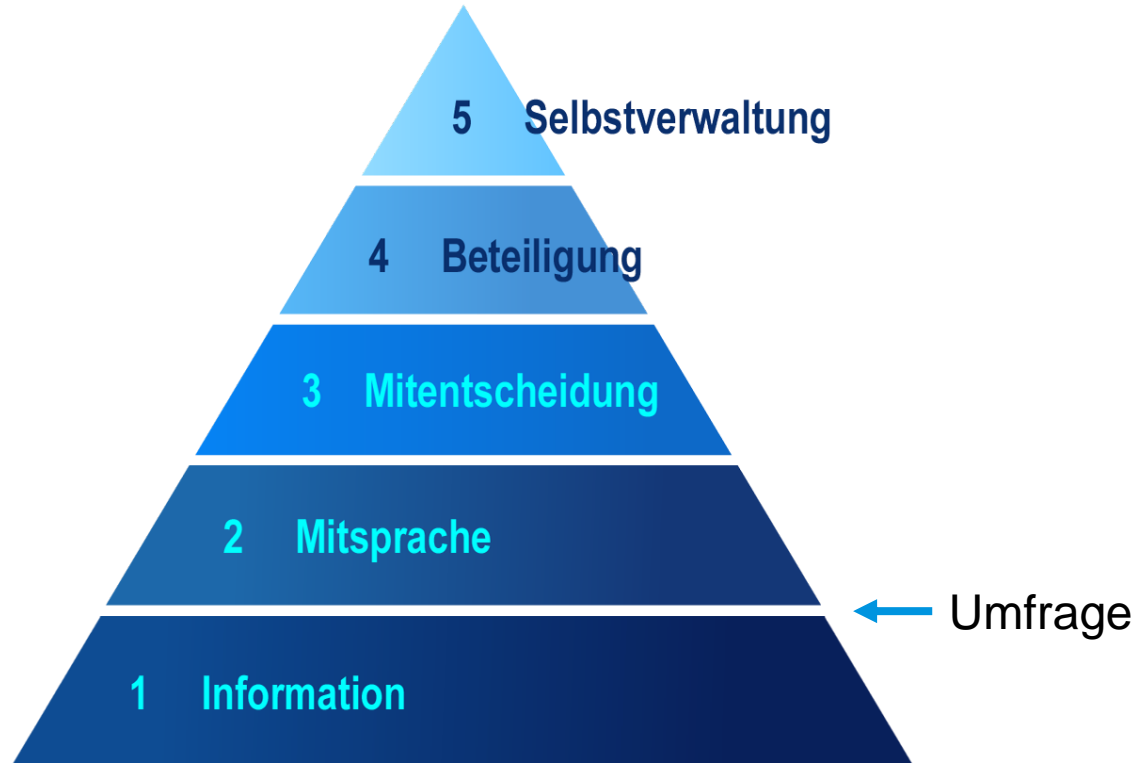 5 Selbstverwaltung
4 Beteiligung
3 Mitentscheidung
2 Mitsprache
Umfrage
1 Information